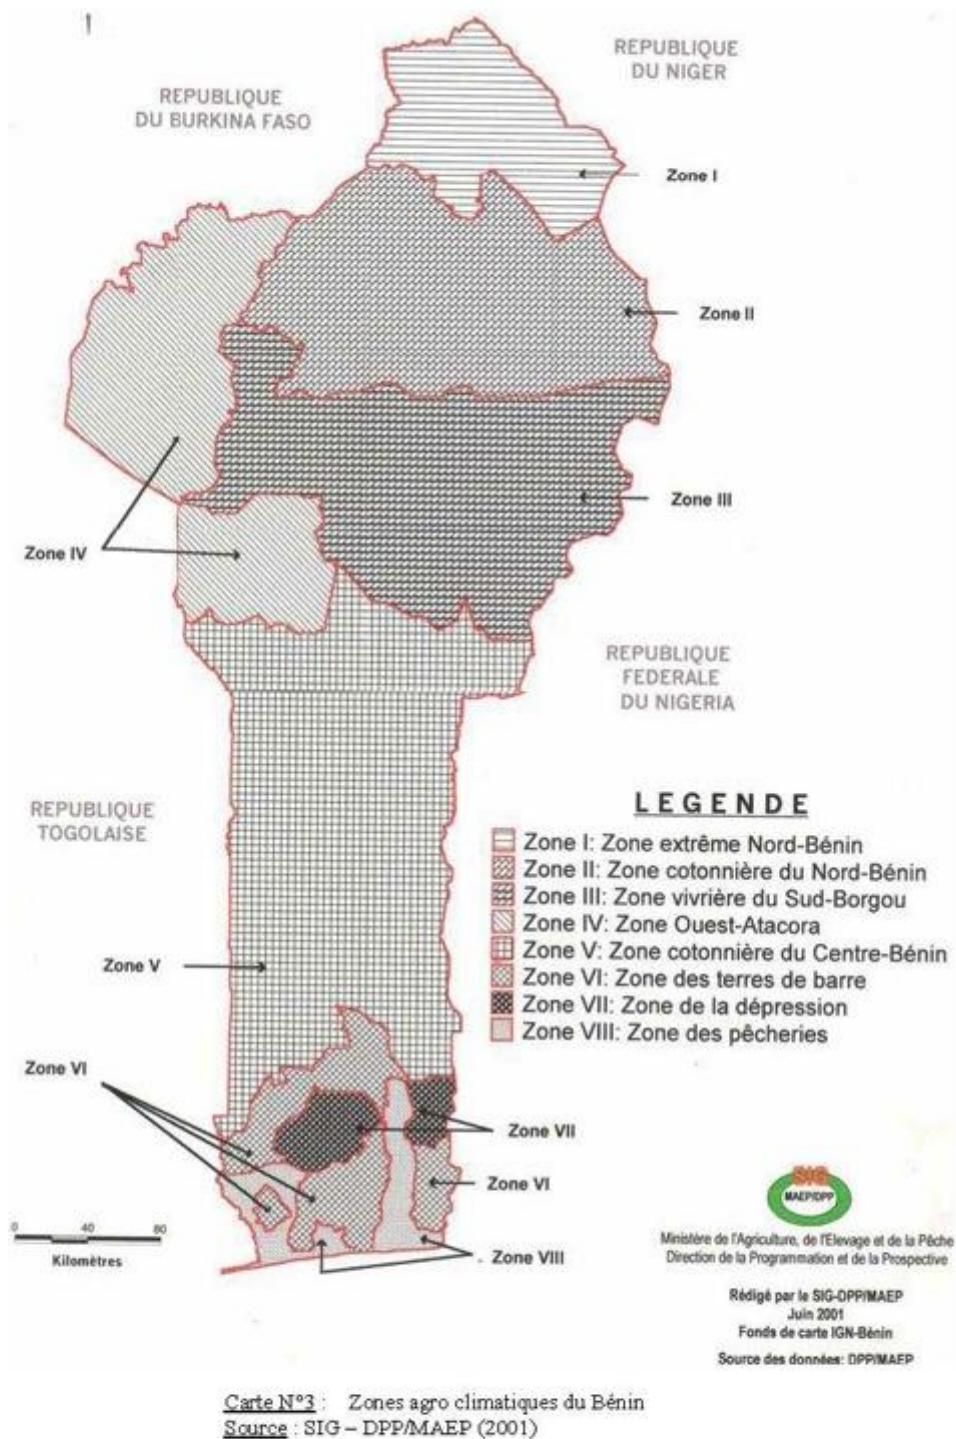 REPUBLIQUE
DU NIGER
REPUBLIQUE
DU BURKINA FASO
Zone I
Zone II
Zone III
Zone IV
REPUBLIQUE
FEDERALE
DU NIGERIA
REPUBLIQUE
TOGOLAISE
LEGENDE
Zone I: Zone extrême Nord-Bénin
Zone II: Zone cotonnière du Nord-Bénin
Zone III: Zone vivrière du Sud-Borgou
Zone IV: Zone Ouest-Atacora
Zone V: Zone cotonnière du Centre-Bénin
Zone VI: Zone des terres de barre
Zone VII: Zone de la dépression
Zone VIII: Zone des pêcheries
Zone V
Zone VI
Zone VII
Zone VI
Zone VIII
0 40 80
Kilomètres
SIG
MAEP/DPP
Ministère de l'Agriculture, de l'Elevage et de la Pêche
Direction de la Programmation et de la Prospective
Rédigé par le SIG-DPP/MAEP
Juin 2001
Fonds de carte IGN-Bénin
Source des données: DPP/MAEP
Carte N°3 : Zones agro climatiques du Bénin
Source : SIG – DPP/MAEP (2001)